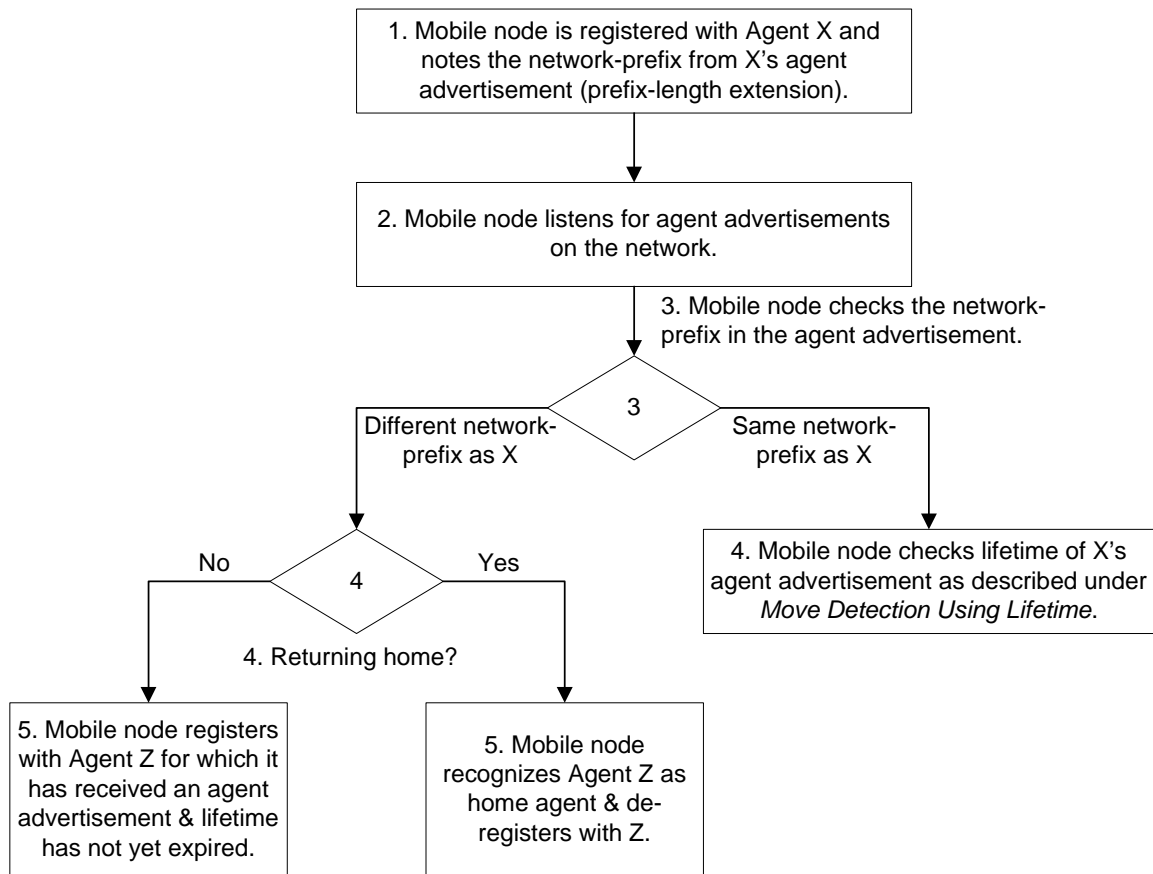 1. Mobile node is registered with Agent X and
notes the network-prefix from X’s agent
advertisement (prefix-length extension).
2. Mobile node listens for agent advertisements
on the network.
3. Mobile node checks the network-
prefix in the agent advertisement.
3
Different network-
prefix as X
Same network-
prefix as X
No
4
Yes
4. Returning home?
4. Mobile node checks lifetime of X’s
agent advertisement as described under
Move Detection Using Lifetime.
5. Mobile node registers
with Agent Z for which it
has received an agent
advertisement & lifetime
has not yet expired.
5. Mobile node
recognizes Agent Z as
home agent & de-
registers with Z.